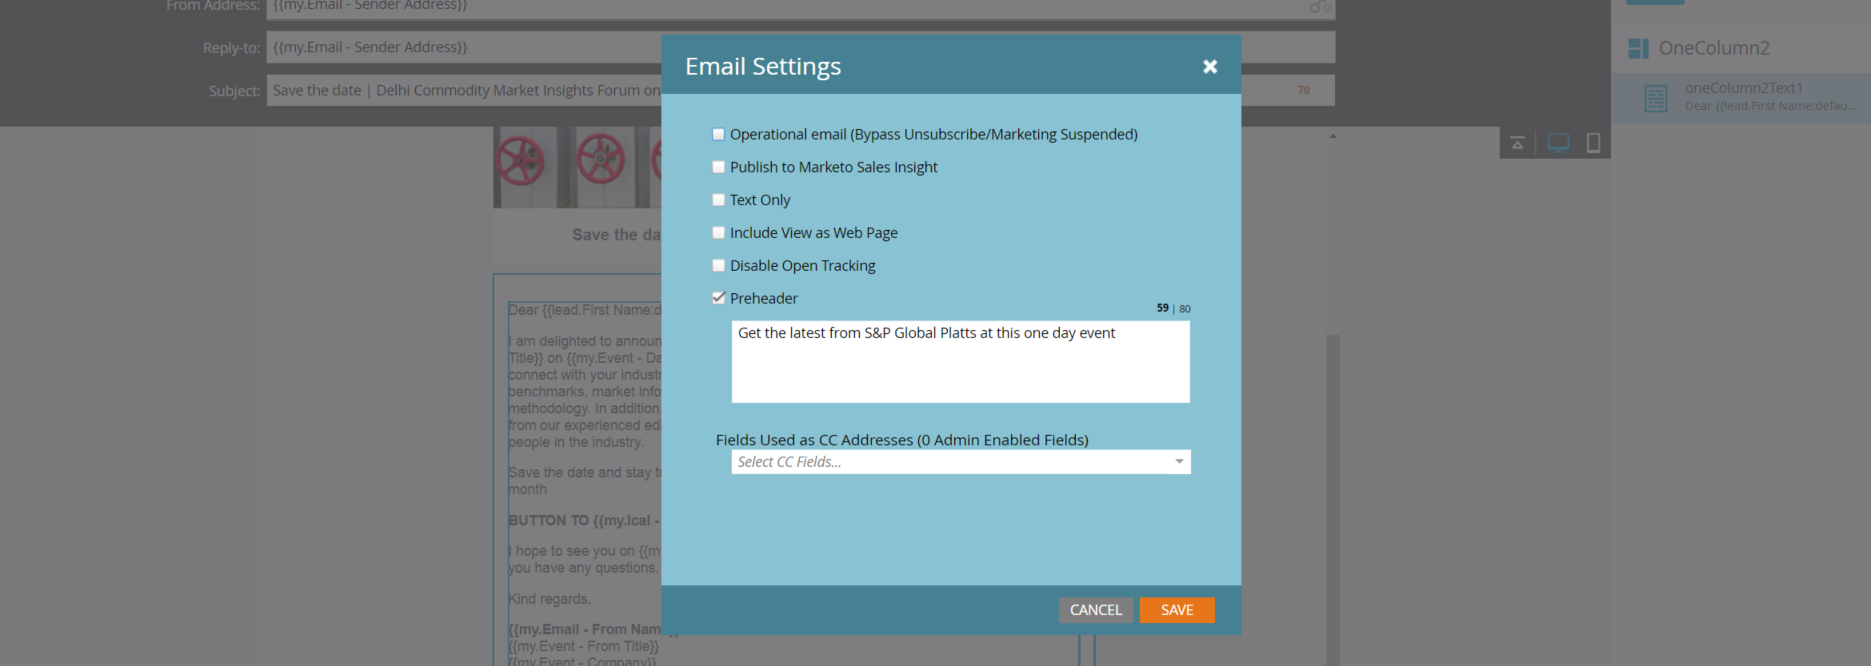 From Address: {{my.Email - Sender Address}}
Reply-to: {{my.Email - Sender Address}}
Subject: Save the date | Delhi Commodity Market Insights Forum on
70
OneColumn2
oneColumn2Text1
Dear {{lead.First Name:defau...
Email Settings
Operational email (Bypass Unsubscribe/Marketing Suspended)
Publish to Marketo Sales Insight
Text Only
Include View as Web Page
Disable Open Tracking
Preheader
59 | 80
Get the latest from S&P Global Platts at this one day event
Fields Used as CC Addresses (0 Admin Enabled Fields)
Select CC Fields...
CANCEL
SAVE
Save the da
Dear {{lead.First Name:d
I am delighted to announ
Title}} on {{my.Event - Da
connect with your industr
benchmarks, market info
methodology. In addition
from our experienced ed
people in the industry.
Save the date and stay t
month
BUTTON TO {{my.Ical -
I hope to see you on {{m
you have any questions,
Kind regards,
{{my.Email - From Nam
{{my.Event - From Title}}
{{my.Event - Company}}